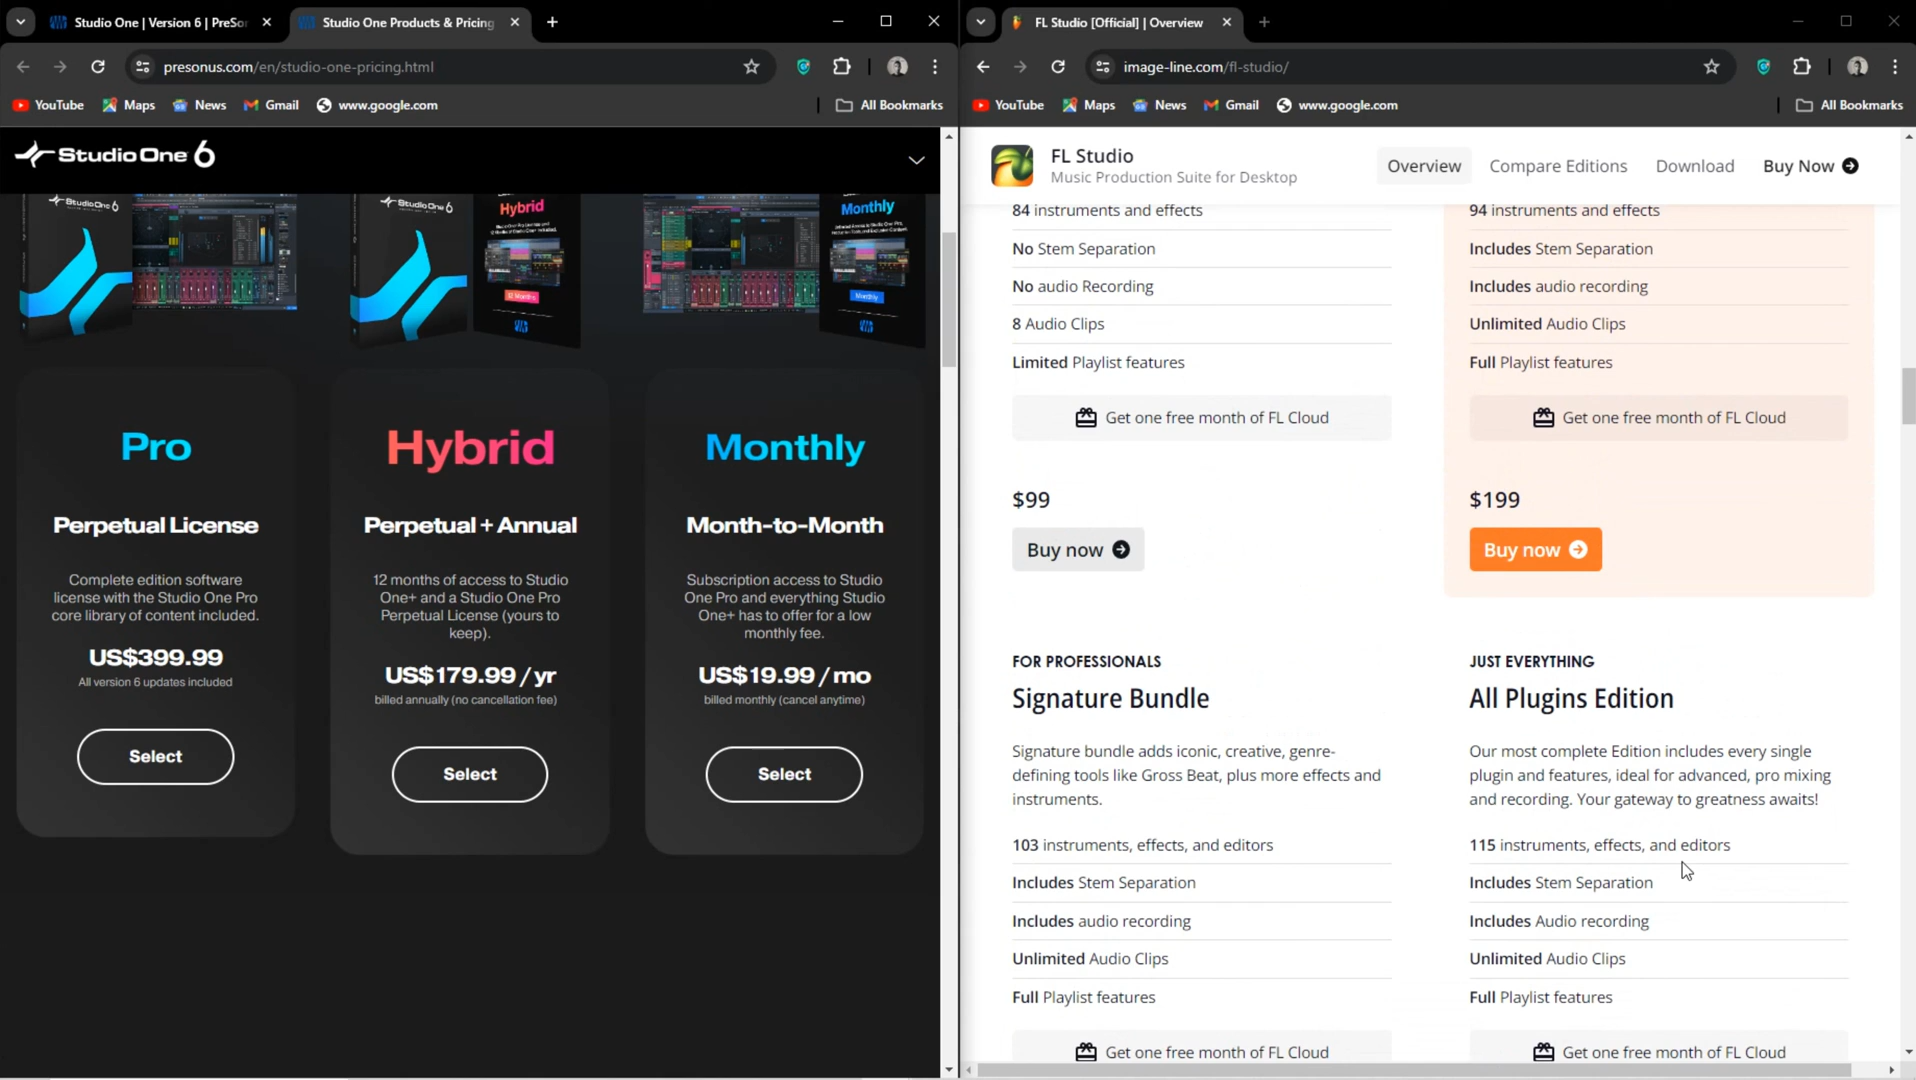 Studio One | Version 6 | PreSon
Studio One Products & Pricing
presonus.com/en/studio-one-pricing.html
YouTube
Maps
News
Gmail
www.google.com
All Bookmarks
Studio One 6
Studio One 6
Studio One 6
Hybrid
12 Months
Monthly
Monthly
Pro
Perpetual License
Complete edition software
license with the Studio One Pro
core library of content included.
US$399.99
All version 6 updates included
Select
Hybrid
Perpetual + Annual
12 months of access to Studio
One+ and a Studio One Pro
Perpetual License (yours to
keep).
US$179.99 / yr
billed annually (no cancellation fee)
Select
Monthly
Month-to-Month
Subscription access to Studio
One Pro and everything Studio
One+ has to offer for a low
monthly fee.
US$19.99 / mo
billed monthly (cancel anytime)
Select
FL Studio [Official] | Overview
image-line.com/fl-studio/
YouTube
Maps
News
Gmail
www.google.com
All Bookmarks
FL Studio
Music Production Suite for Desktop
Overview
Compare Editions
Download
Buy Now
84 instruments and effects
No Stem Separation
No audio Recording
8 Audio Clips
Limited Playlist features
Get one free month of FL Cloud
$99
Buy now
94 instruments and effects
Includes Stem Separation
Includes audio recording
Unlimited Audio Clips
Full Playlist features
Get one free month of FL Cloud
$199
Buy now
FOR PROFESSIONALS
Signature Bundle
Signature bundle adds iconic, creative, genre-
defining tools like Gross Beat, plus more effects and
instruments.
103 instruments, effects, and editors
Includes Stem Separation
Includes audio recording
Unlimited Audio Clips
Full Playlist features
Get one free month of FL Cloud
JUST EVERYTHING
All Plugins Edition
Our most complete Edition includes every single
plugin and features, ideal for advanced, pro mixing
and recording. Your gateway to greatness awaits!
115 instruments, effects, and editors
Includes Stem Separation
Includes Audio recording
Unlimited Audio Clips
Full Playlist features
Get one free month of FL Cloud